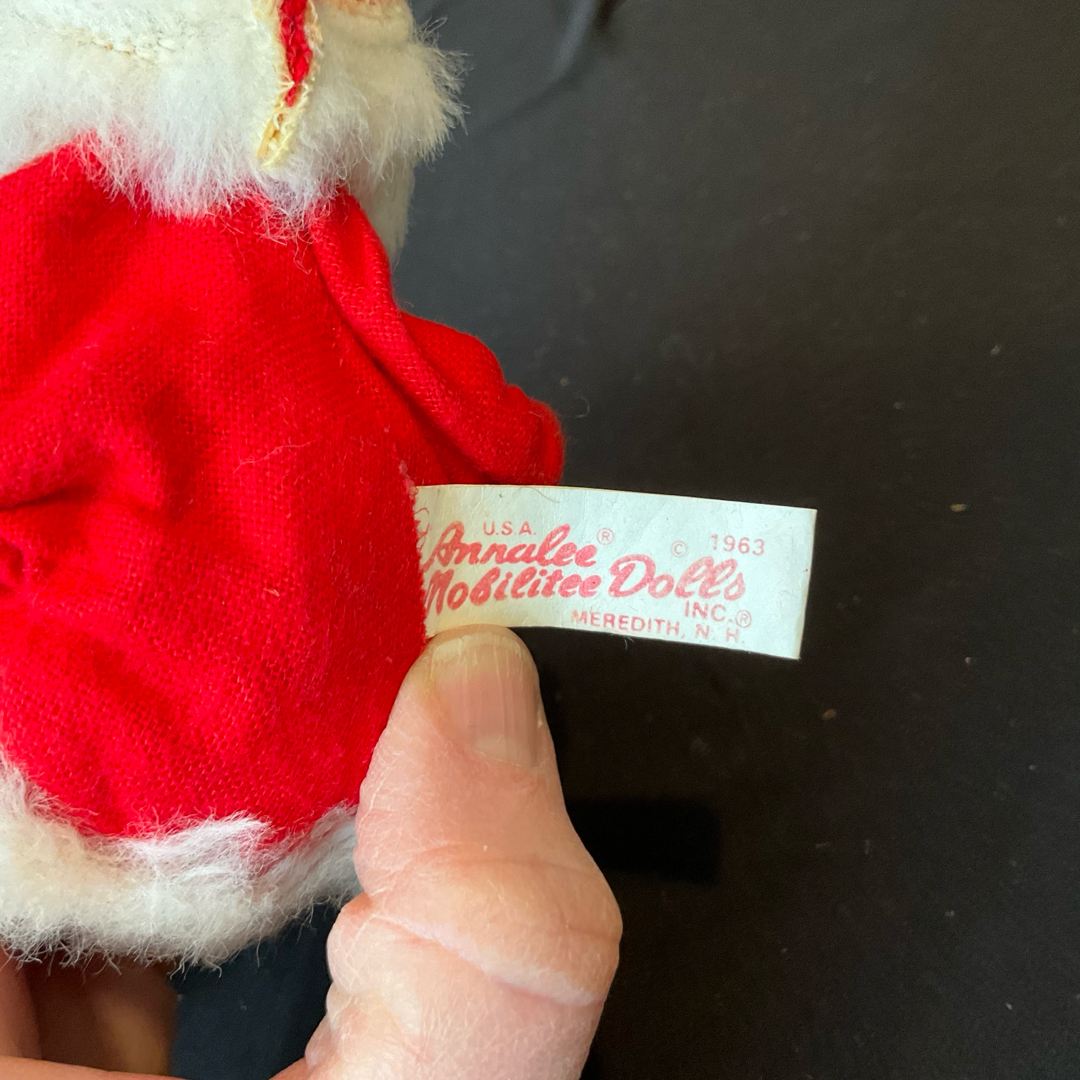 U.S.A.
Annalee® © 1963
Mobilitee Dolls
INC.®
MEREDITH, N. H.